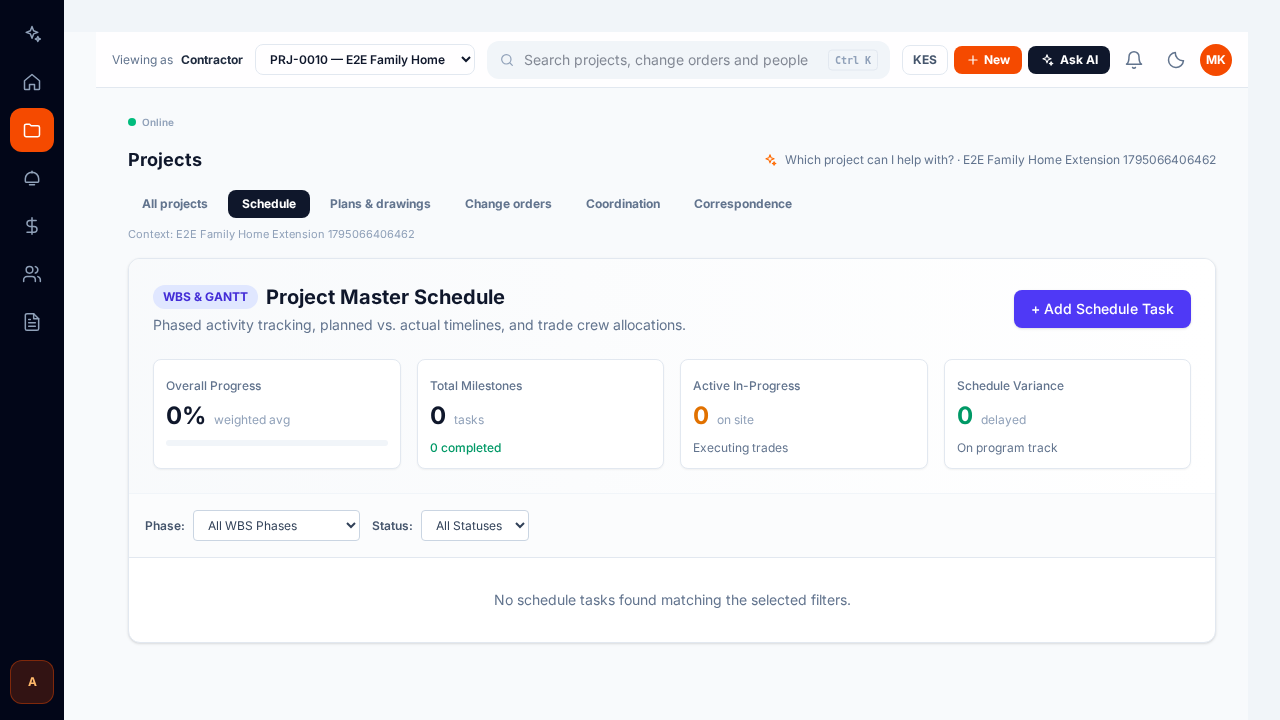 Viewing as Contractor PRJ-0010 — E2E Family Home Search projects, change orders and people Ctrl K KES + New Ask AI MK
Online
Projects Which project can I help with? · E2E Family Home Extension 1795066406462
All projects Schedule Plans & drawings Change orders Coordination Correspondence
Context: E2E Family Home Extension 1795066406462
WBS & GANTT Project Master Schedule
+ Add Schedule Task
Phased activity tracking, planned vs. actual timelines, and trade crew allocations.
Overall Progress Total Milestones Active In-Progress Schedule Variance
0% weighted avg 0 tasks 0 on site 0 delayed
0 completed Executing trades On program track
Phase: All WBS Phases Status: All Statuses
No schedule tasks found matching the selected filters.
A